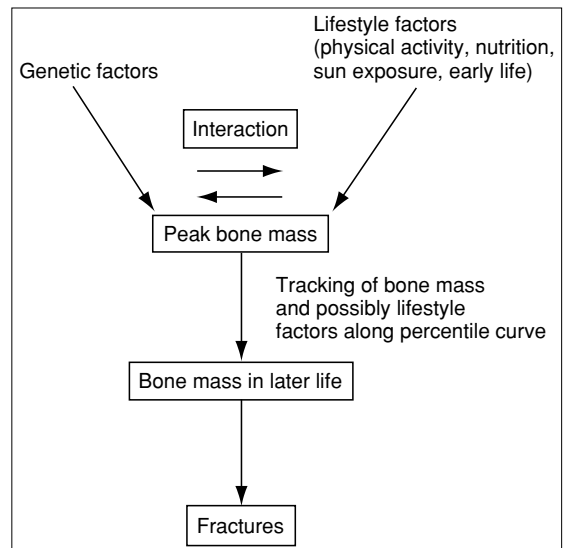 Lifestyle factors
(physical activity, nutrition,
sun exposure, early life)
Genetic factors
Interaction
Peak bone mass
Tracking of bone mass
and possibly lifestyle
factors along percentile curve
Bone mass in later life
Fractures